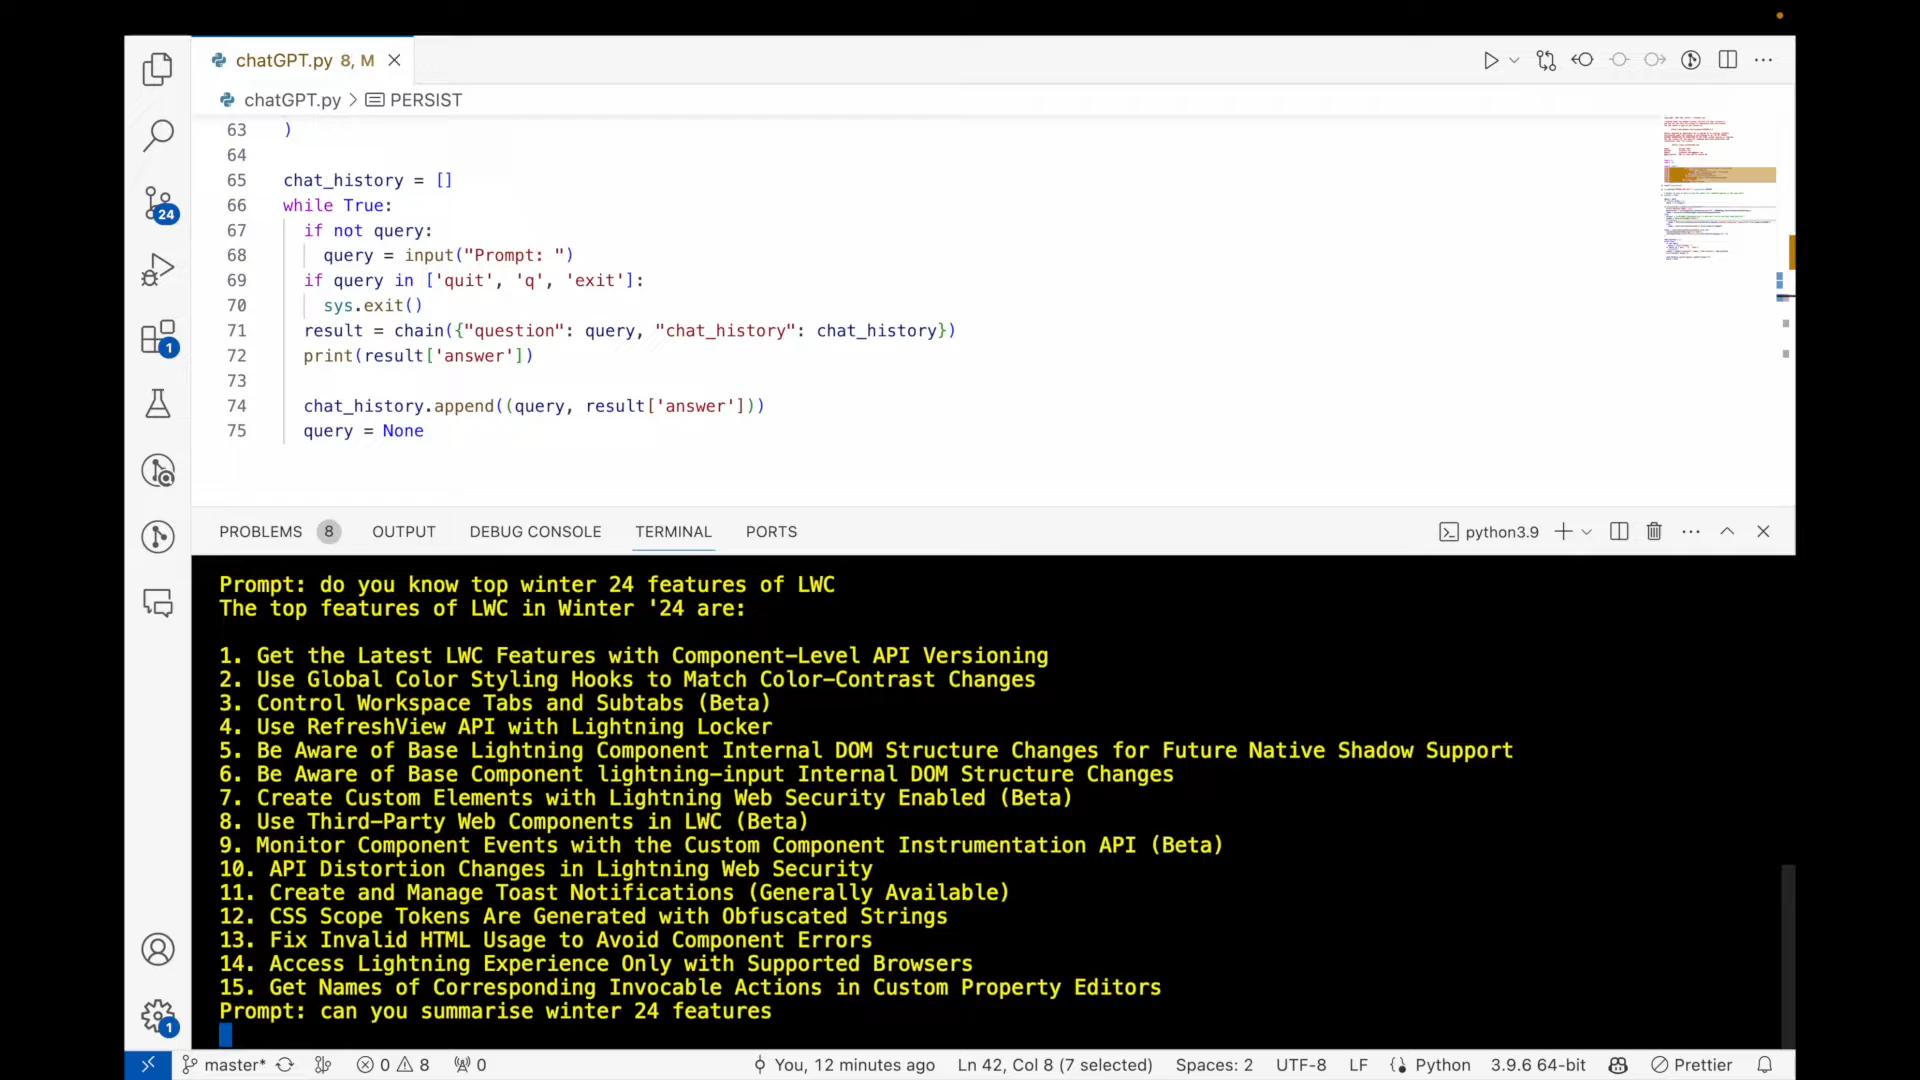 chatGPT.py 8, M
chatGPT.py > PERSIST
63 )
64
65 chat_history = []
66 while True:
67 if not query:
68 query = input("Prompt: ")
69 if query in ['quit', 'q', 'exit']:
70 sys.exit()
71 result = chain({"question": query, "chat_history": chat_history})
72 print(result['answer'])
73
74 chat_history.append((query, result['answer']))
75 query = None
24
1
PROBLEMS 8 OUTPUT DEBUG CONSOLE TERMINAL PORTS python3.9
Prompt: do you know top winter 24 features of LWC
The top features of LWC in Winter '24 are:
1. Get the Latest LWC Features with Component-Level API Versioning
2. Use Global Color Styling Hooks to Match Color-Contrast Changes
3. Control Workspace Tabs and Subtabs (Beta)
4. Use RefreshView API with Lightning Locker
5. Be Aware of Base Lightning Component Internal DOM Structure Changes for Future Native Shadow Support
6. Be Aware of Base Component lightning-input Internal DOM Structure Changes
7. Create Custom Elements with Lightning Web Security Enabled (Beta)
8. Use Third-Party Web Components in LWC (Beta)
9. Monitor Component Events with the Custom Component Instrumentation API (Beta)
10. API Distortion Changes in Lightning Web Security
11. Create and Manage Toast Notifications (Generally Available)
12. CSS Scope Tokens Are Generated with Obfuscated Strings
13. Fix Invalid HTML Usage to Avoid Component Errors
14. Access Lightning Experience Only with Supported Browsers
15. Get Names of Corresponding Invocable Actions in Custom Property Editors
Prompt: can you summarise winter 24 features
1
master* 0 8 0 You, 12 minutes ago Ln 42, Col 8 (7 selected) Spaces: 2 UTF-8 LF Python 3.9.6 64-bit Prettier